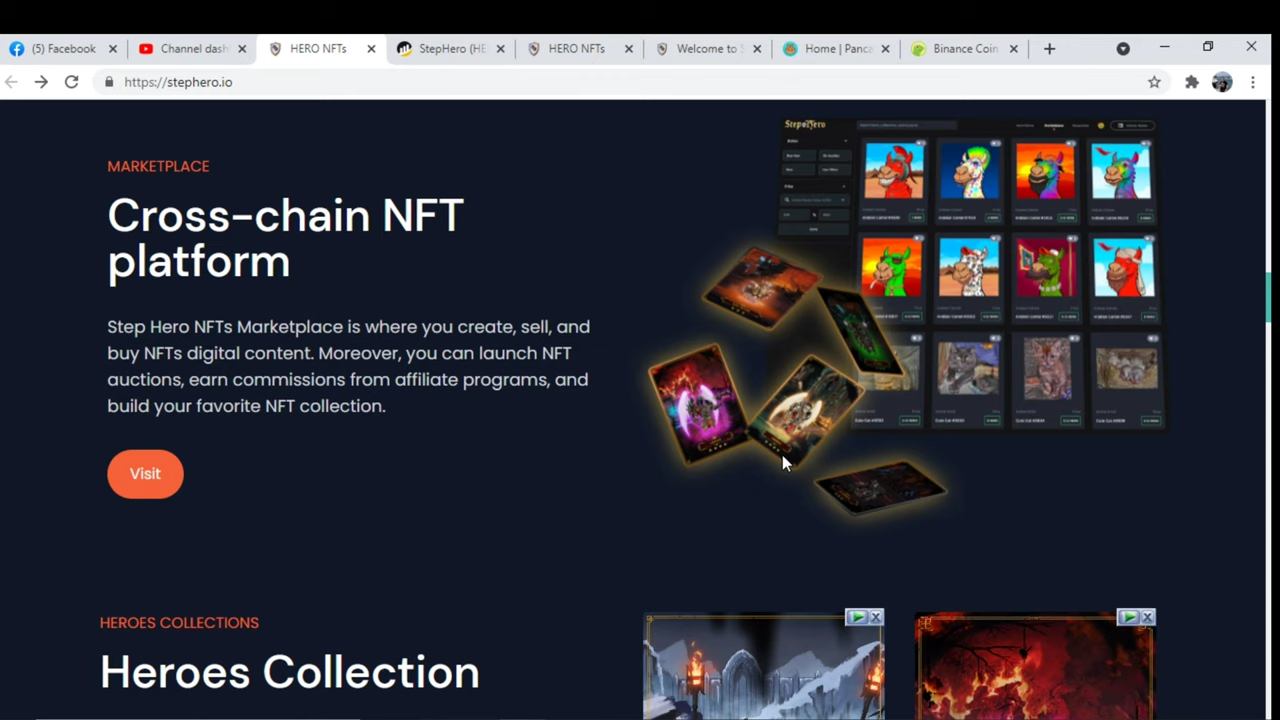 (5) Facebook
Channel dash
HERO NFTs
StepHero (HE
HERO NFTs
Welcome to S
Home | Panca
Binance Coin
https://stephero.io
MARKETPLACE
Cross-chain NFT
platform
Step Hero NFTs Marketplace is where you create, sell, and
buy NFTs digital content. Moreover, you can launch NFT
auctions, earn commissions from affiliate programs, and
build your favorite NFT collection.
Visit
StepHero
HEROES COLLECTIONS
Heroes Collection